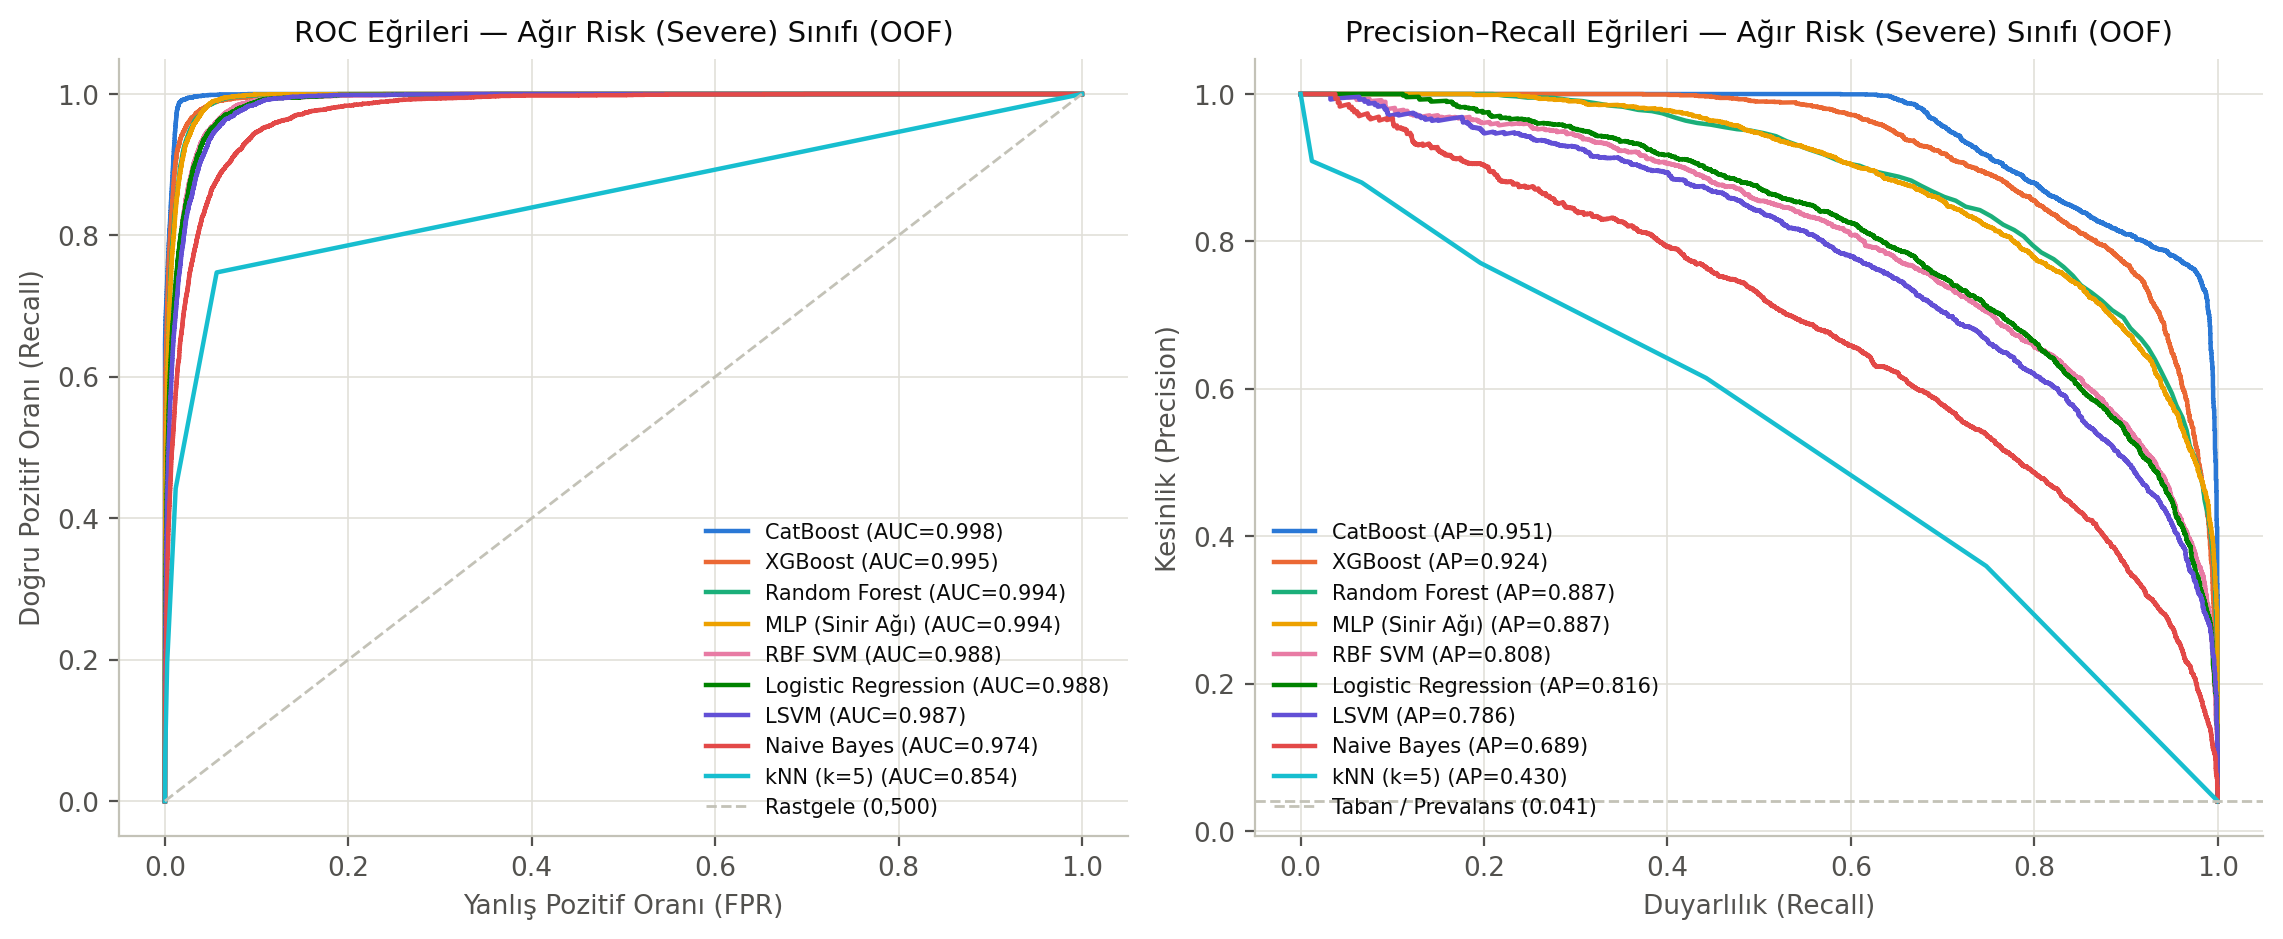 ROC Eğrileri — Ağır Risk (Severe) Sınıfı (OOF)
Doğru Pozitif Oranı (Recall)
1.0
0.8
0.6
0.4
0.2
0.0
CatBoost (AUC=0.998)
XGBoost (AUC=0.995)
Random Forest (AUC=0.994)
MLP (Sinir Ağı) (AUC=0.994)
RBF SVM (AUC=0.988)
Logistic Regression (AUC=0.988)
LSVM (AUC=0.987)
Naive Bayes (AUC=0.974)
kNN (k=5) (AUC=0.854)
Rastgele (0,500)
0.0 0.2 0.4 0.6 0.8 1.0
Yanlış Pozitif Oranı (FPR)
Precision–Recall Eğrileri — Ağır Risk (Severe) Sınıfı (OOF)
Kesinlik (Precision)
1.0
0.8
0.6
0.4
0.2
0.0
CatBoost (AP=0.951)
XGBoost (AP=0.924)
Random Forest (AP=0.887)
MLP (Sinir Ağı) (AP=0.887)
RBF SVM (AP=0.808)
Logistic Regression (AP=0.816)
LSVM (AP=0.786)
Naive Bayes (AP=0.689)
kNN (k=5) (AP=0.430)
Taban / Prevalans (0.041)
0.0 0.2 0.4 0.6 0.8 1.0
Duyarlılık (Recall)